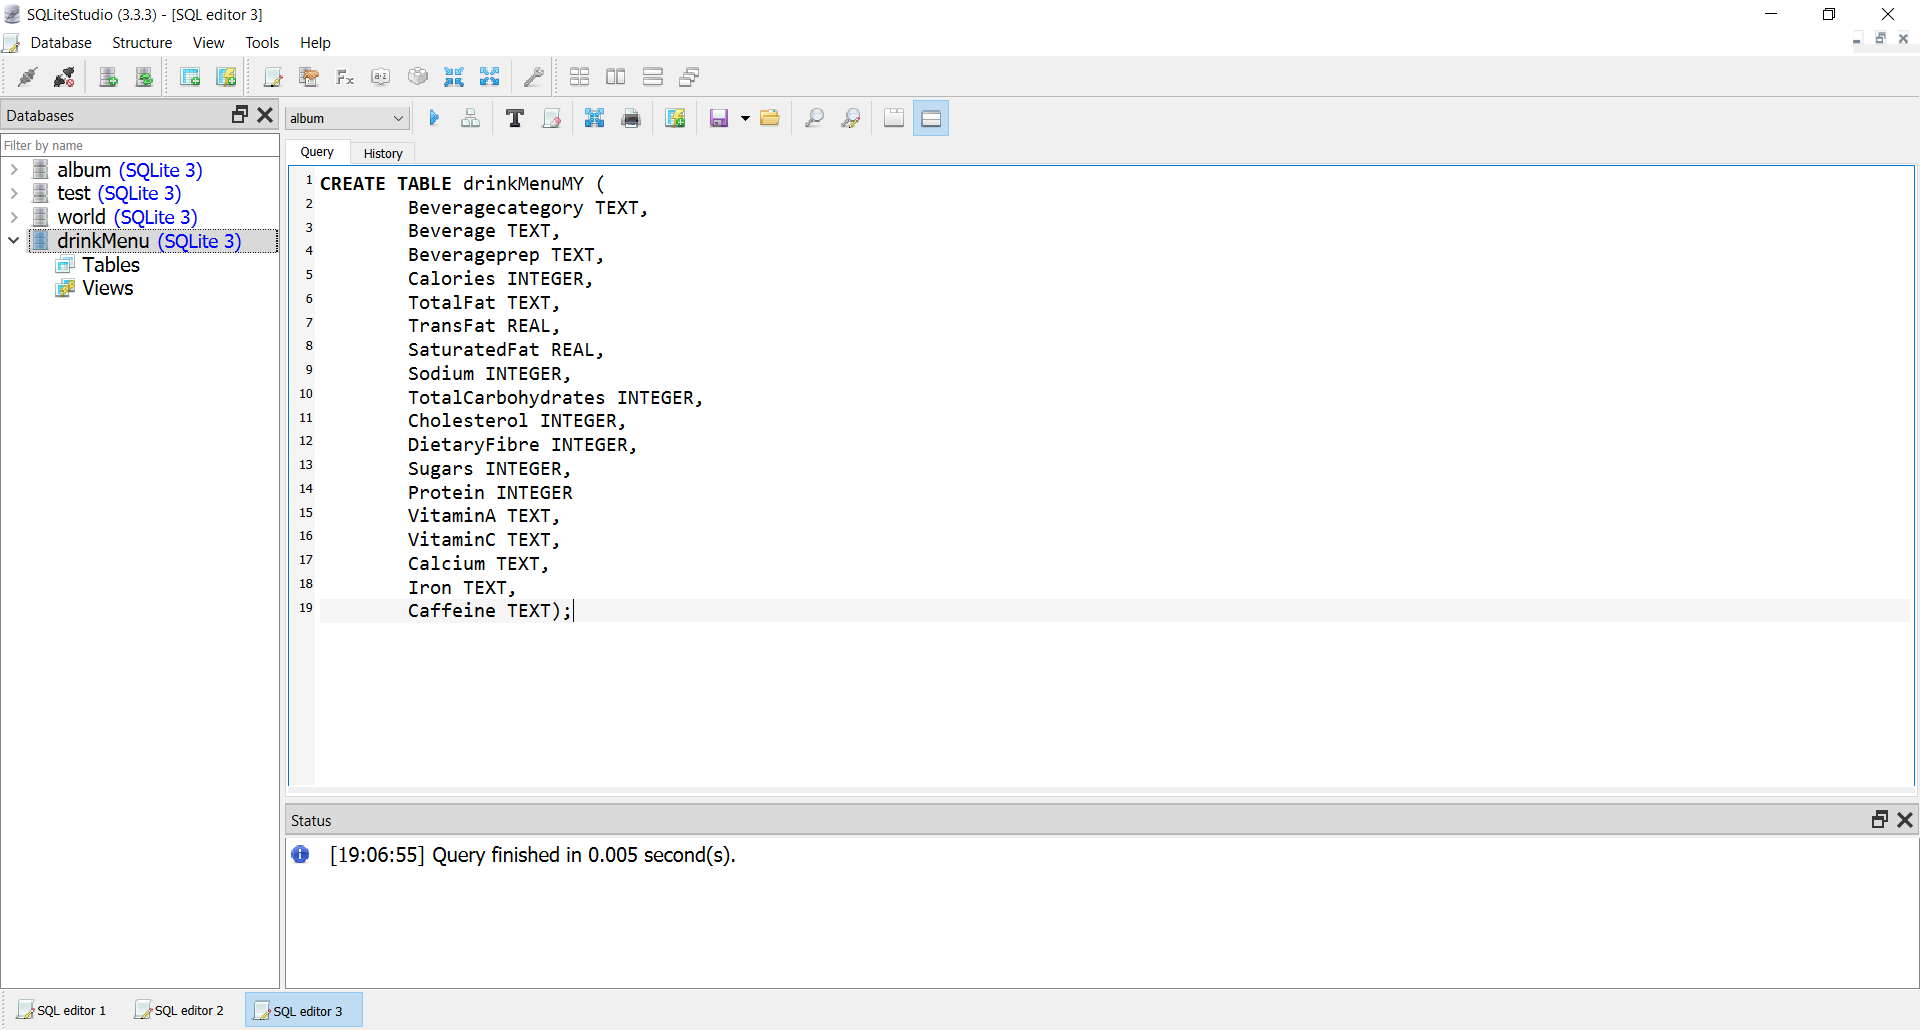 SQLiteStudio (3.3.3) - [SQL editor 3]
Database Structure View Tools Help
Databases
album
Filter by name
Query History
album (SQLite 3)
test (SQLite 3)
world (SQLite 3)
drinkMenu (SQLite 3)
Tables
Views
1 CREATE TABLE drinkMenuMY (
2 Beveragecategory TEXT,
3 Beverage TEXT,
4 Beverageprep TEXT,
5 Calories INTEGER,
6 TotalFat TEXT,
7 TransFat REAL,
8 SaturatedFat REAL,
9 Sodium INTEGER,
10 TotalCarbohydrates INTEGER,
11 Cholesterol INTEGER,
12 DietaryFibre INTEGER,
13 Sugars INTEGER,
14 Protein INTEGER
15 VitaminA TEXT,
16 VitaminC TEXT,
17 Calcium TEXT,
18 Iron TEXT,
19 Caffeine TEXT);
Status
[19:06:55] Query finished in 0.005 second(s).
SQL editor 1 SQL editor 2 SQL editor 3